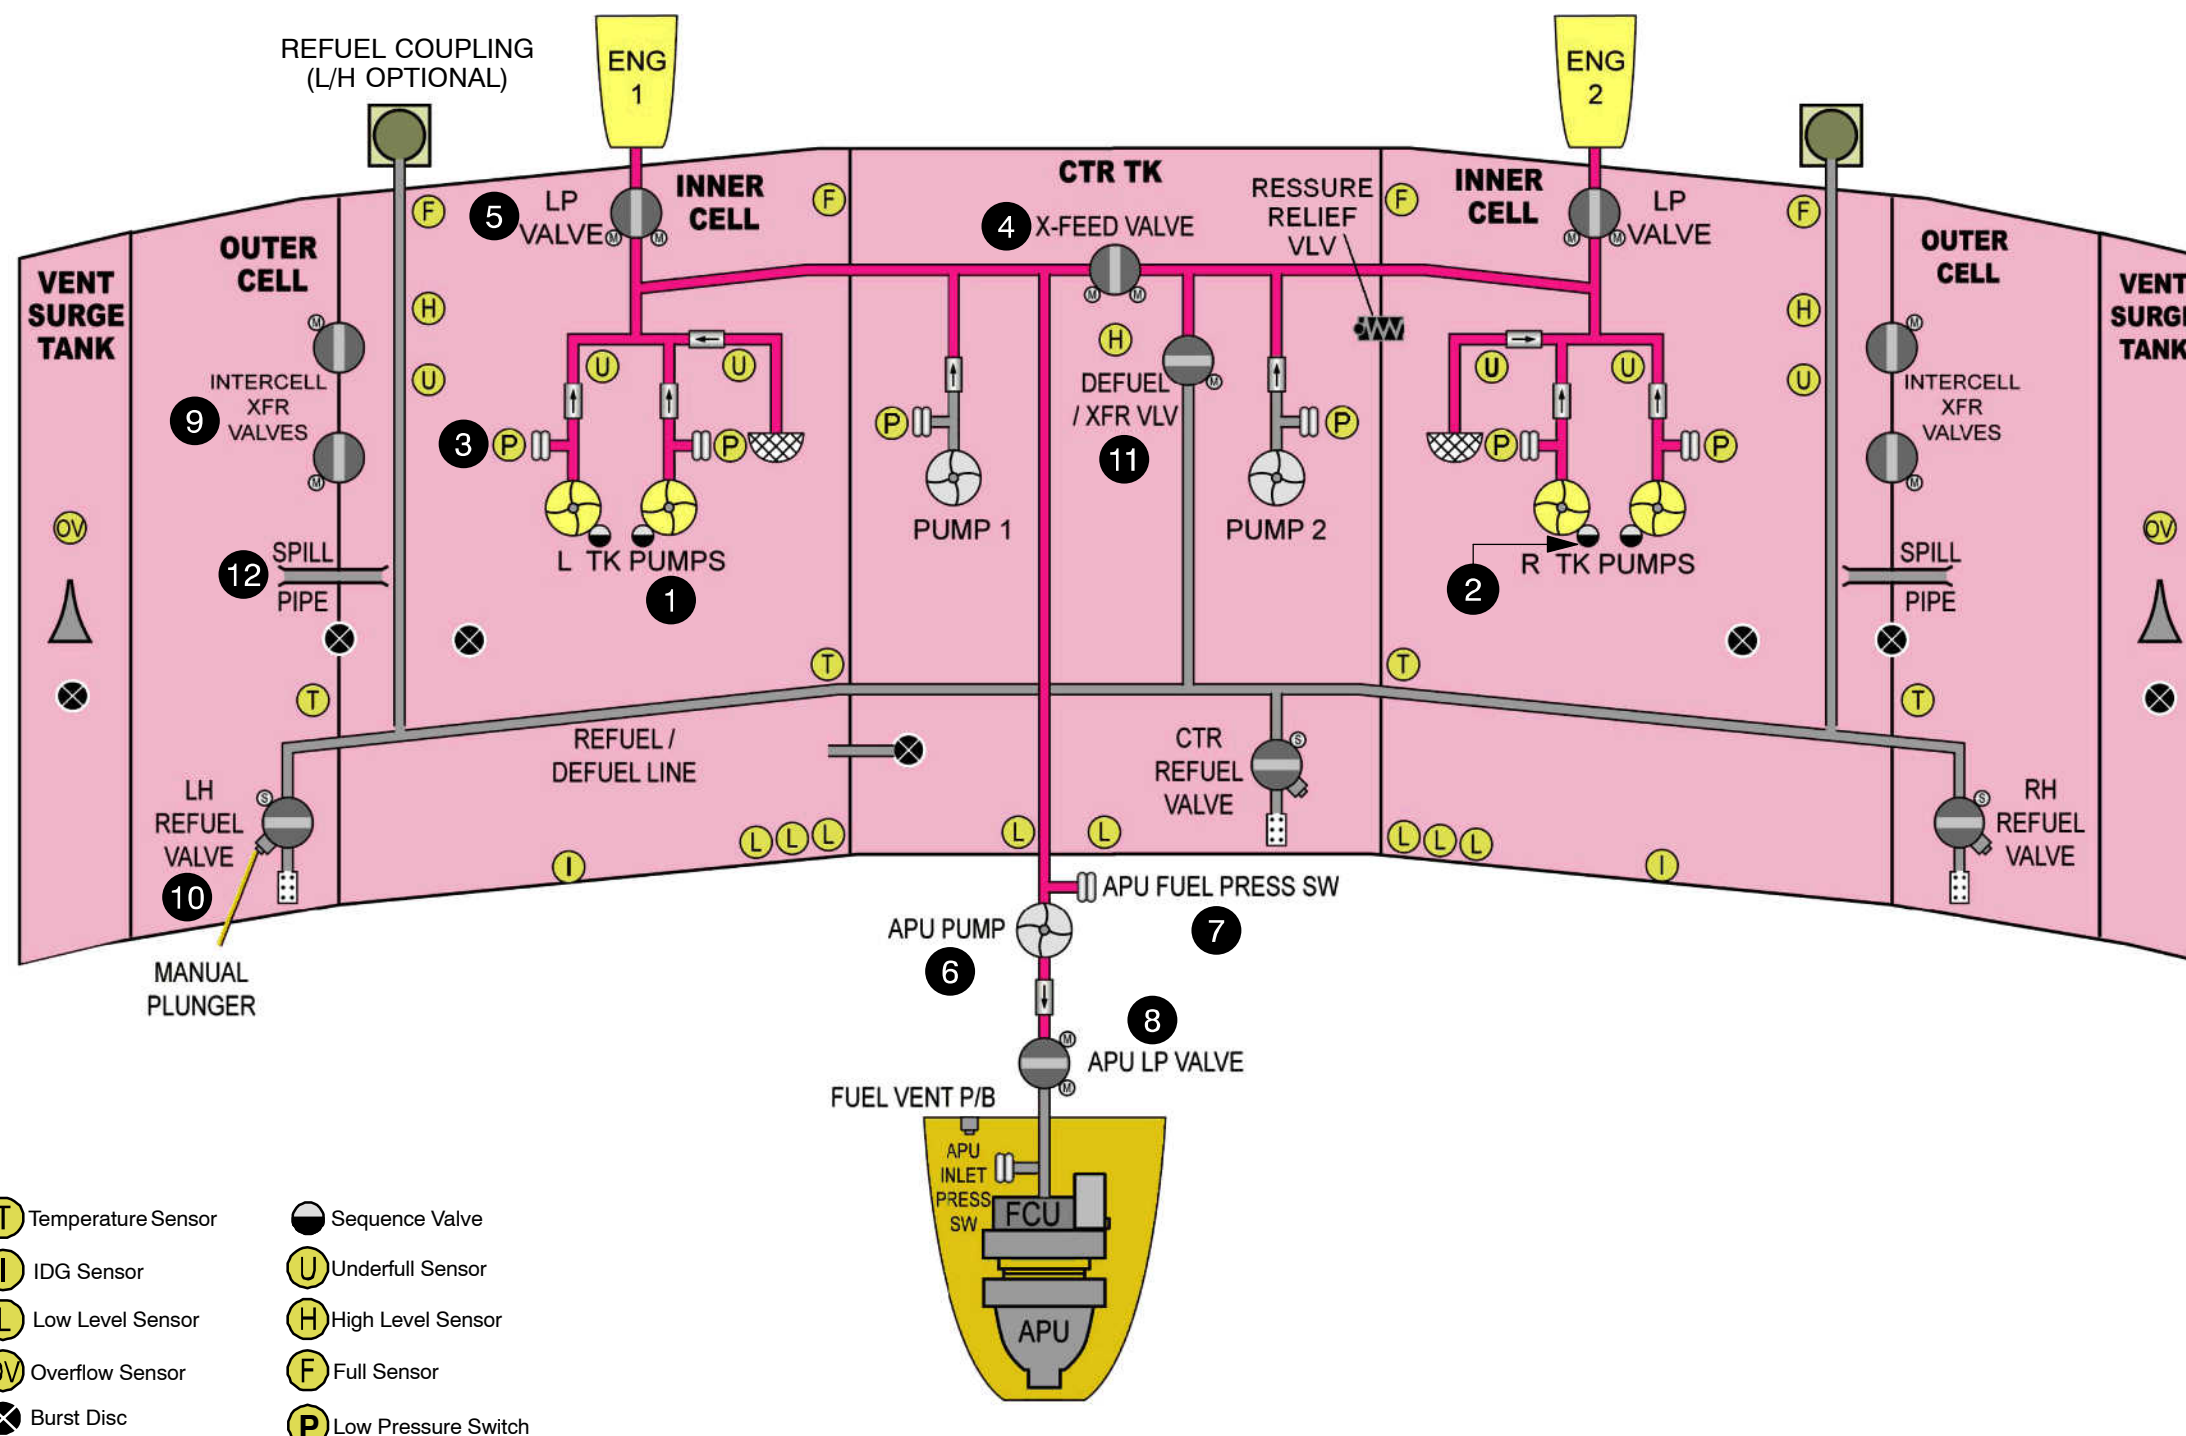 REFUEL COUPLING
(L/H OPTIONAL)
ENG
1
ENG
2
CTR TK
INNER
CELL
INNER
CELL
OUTER
CELL
OUTER
CELL
VENT
SURGE
TANK
VENT
SURGE
TANK
5
LP
VALVE
M
M
F
F
4
X-FEED VALVE
M
M
RESSURE
RELIEF
VLV
F
LP
VALVE
M
M
F
H
U
H
U
M
INTERCELL
XFR
VALVES
M
9
M
INTERCELL
XFR
VALVES
M
U
U
3
P
P
P
H
DEFUEL
/ XFR VLV
M
11
P
U
U
P
P
PUMP 1
PUMP 2
L TK PUMPS
1
R TK PUMPS
2
OV
OV
12
SPILL
PIPE
SPILL
PIPE
T
T
T
T
REFUEL /
DEFUEL LINE
CTR
REFUEL
VALVE
S
LH
REFUEL
VALVE
S
10
RH
REFUEL
VALVE
S
MANUAL
PLUNGER
I
L
L
L
L
L
L
L
L
I
APU FUEL PRESS SW
7
APU PUMP
6
8
APU LP VALVE
M
M
FUEL VENT P/B
APU
INLET
PRESS
SW
FCU
APU
T Temperature Sensor
I IDG Sensor
L Low Level Sensor
OV Overflow Sensor
Burst Disc
Sequence Valve
U Underfull Sensor
H High Level Sensor
F Full Sensor
P Low Pressure Switch